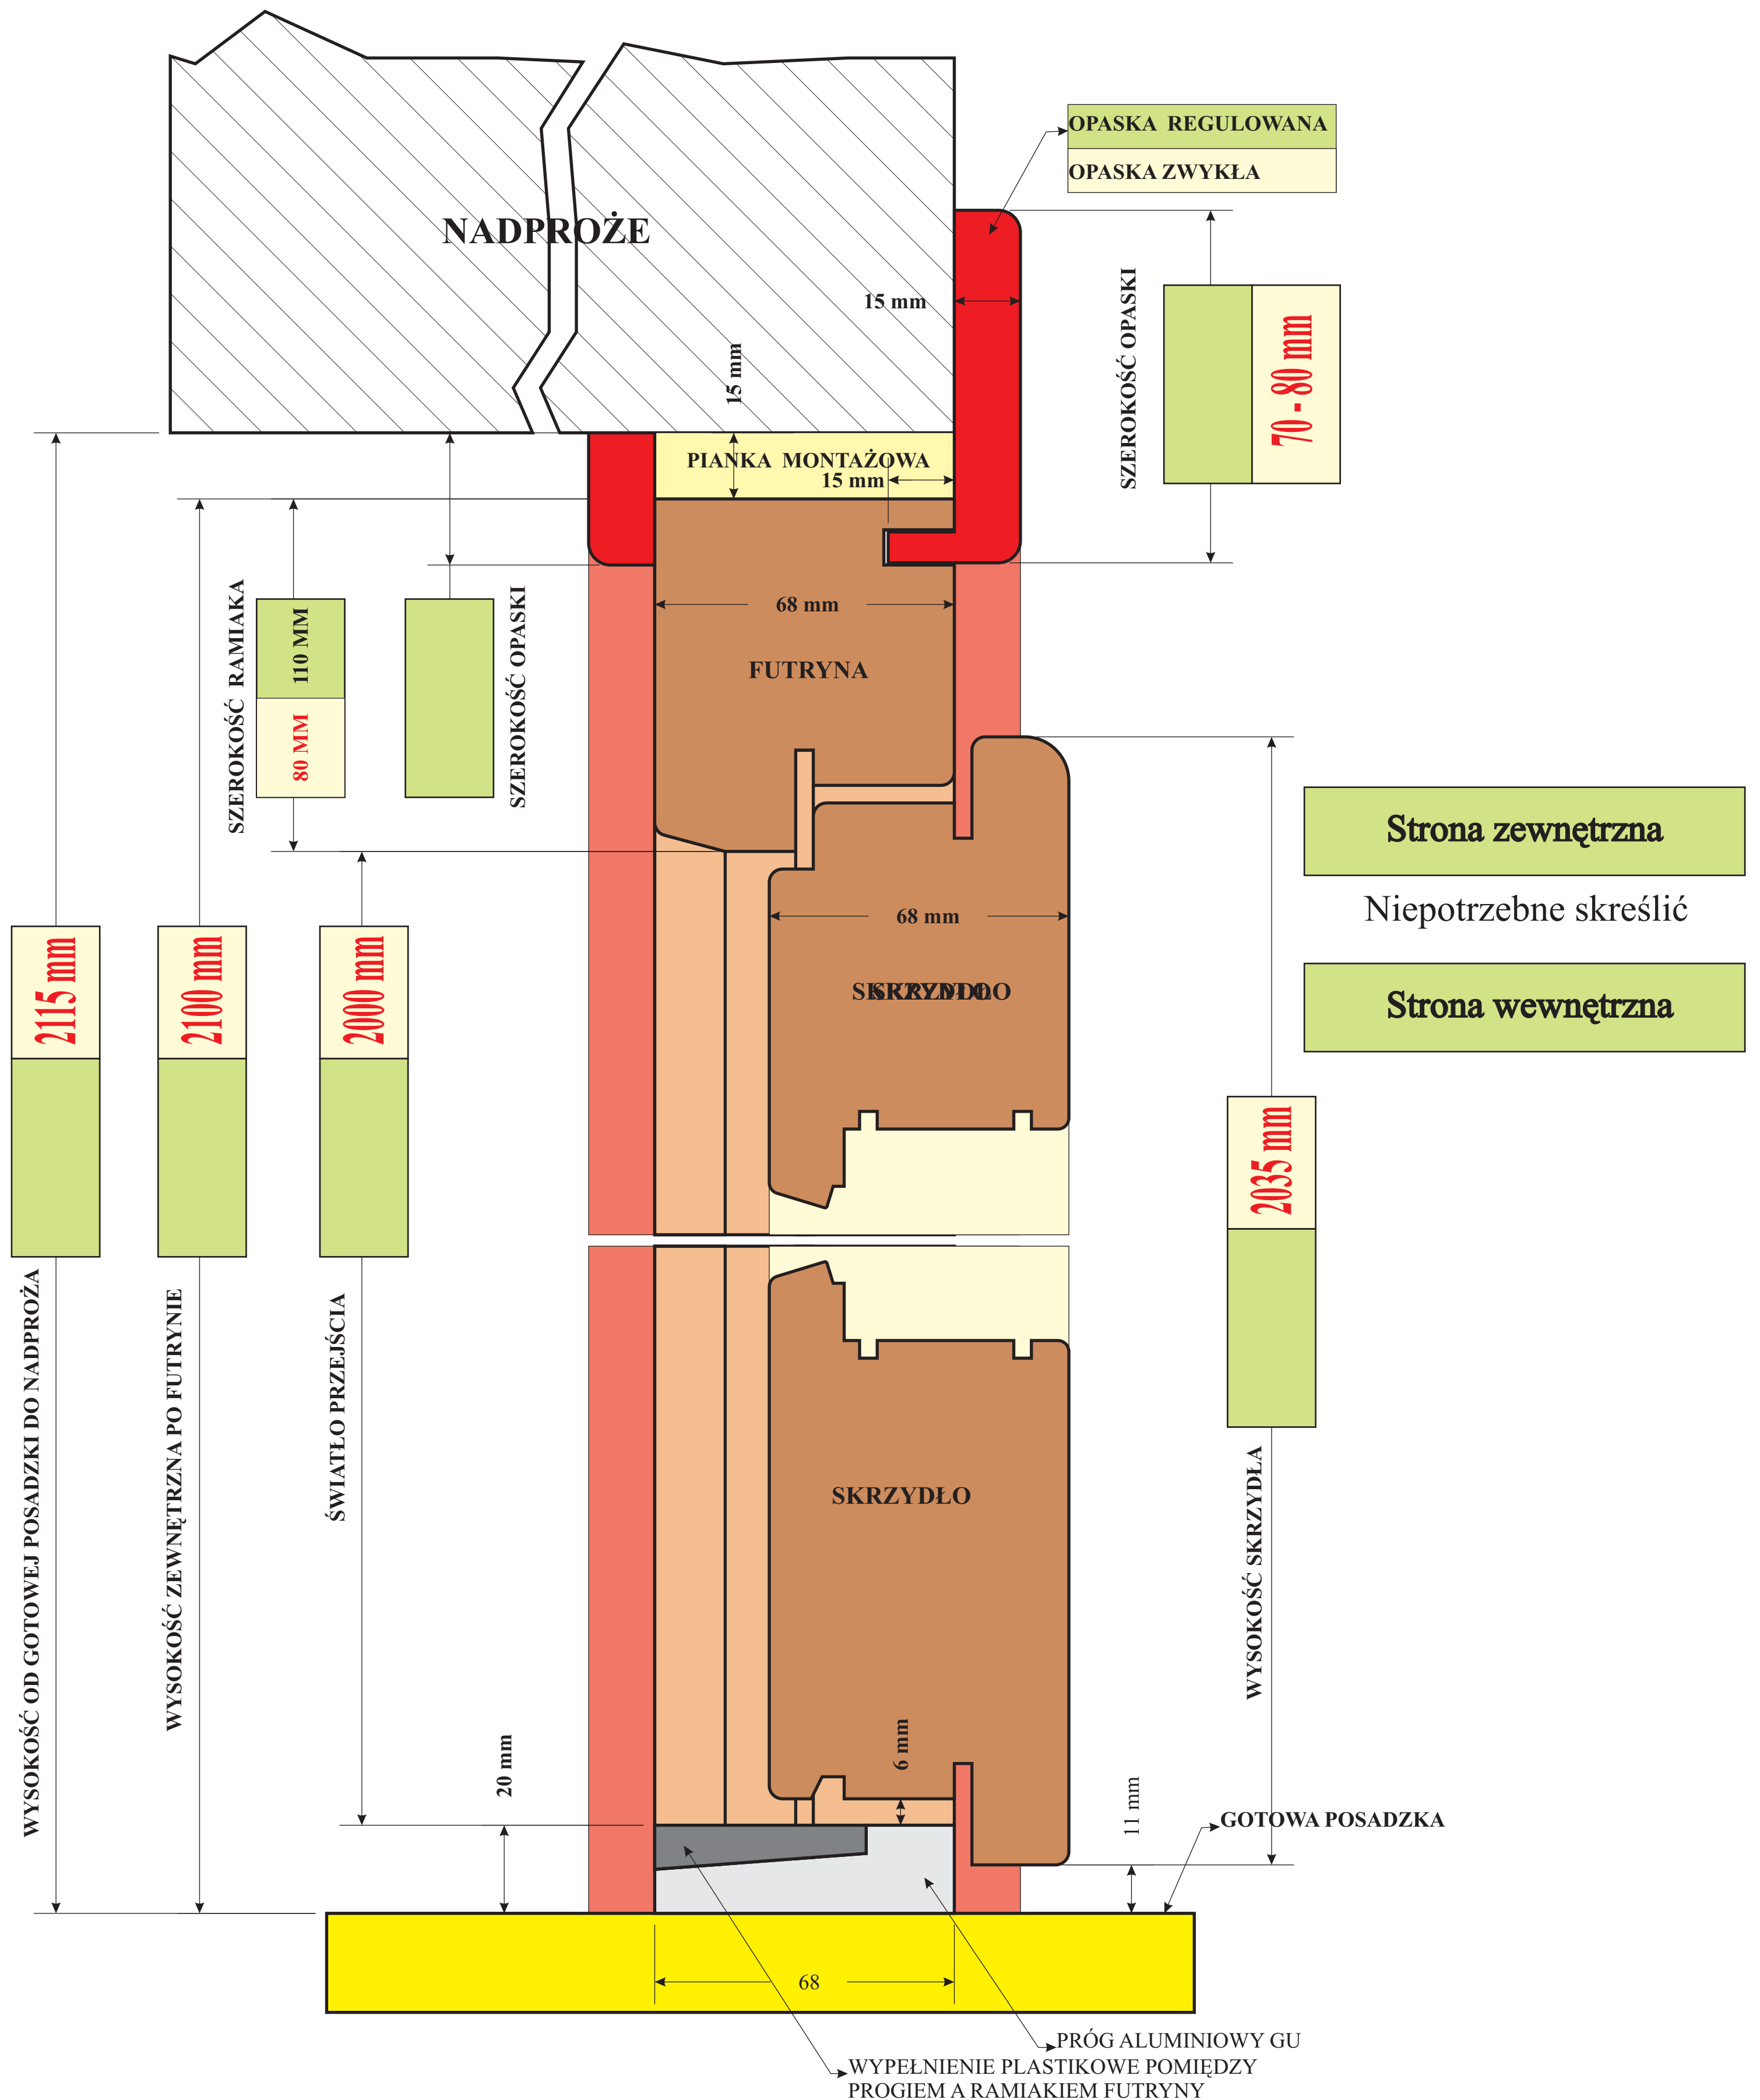 OPASKA REGULOWANA
OPASKA ZWYKŁA
NADPROŻE
15 mm
15 mm
SZEROKOŚĆ OPASKI
70 - 80 mm
PIANKA MONTAŻOWA
15 mm
68 mm
FUTRYNA
SZEROKOŚĆ RAMIAKA
110 MM
80 MM
SZEROKOŚĆ OPASKI
Strona zewnętrzna
Niepotrzebne skreślić
Strona wewnętrzna
68 mm
SKRZYDŁO
SKRZYDŁO
2115 mm
2100 mm
2000 mm
2035 mm
WYSOKOŚĆ OD GOTOWEJ POSADZKI DO NADPROŻA
WYSOKOŚĆ ZEWNĘTRZNA PO FUTRYNIE
ŚWIATŁO PRZEJŚCIA
WYSOKOŚĆ SKRZYDŁA
SKRZYDŁO
20 mm
6 mm
11 mm
GOTOWA POSADZKA
68
PRÓG ALUMINIOWY GU
WYPEŁNIENIE PLASTIKOWE POMIĘDZY
PROGIEM A RAMIAKIEM FUTRYNY